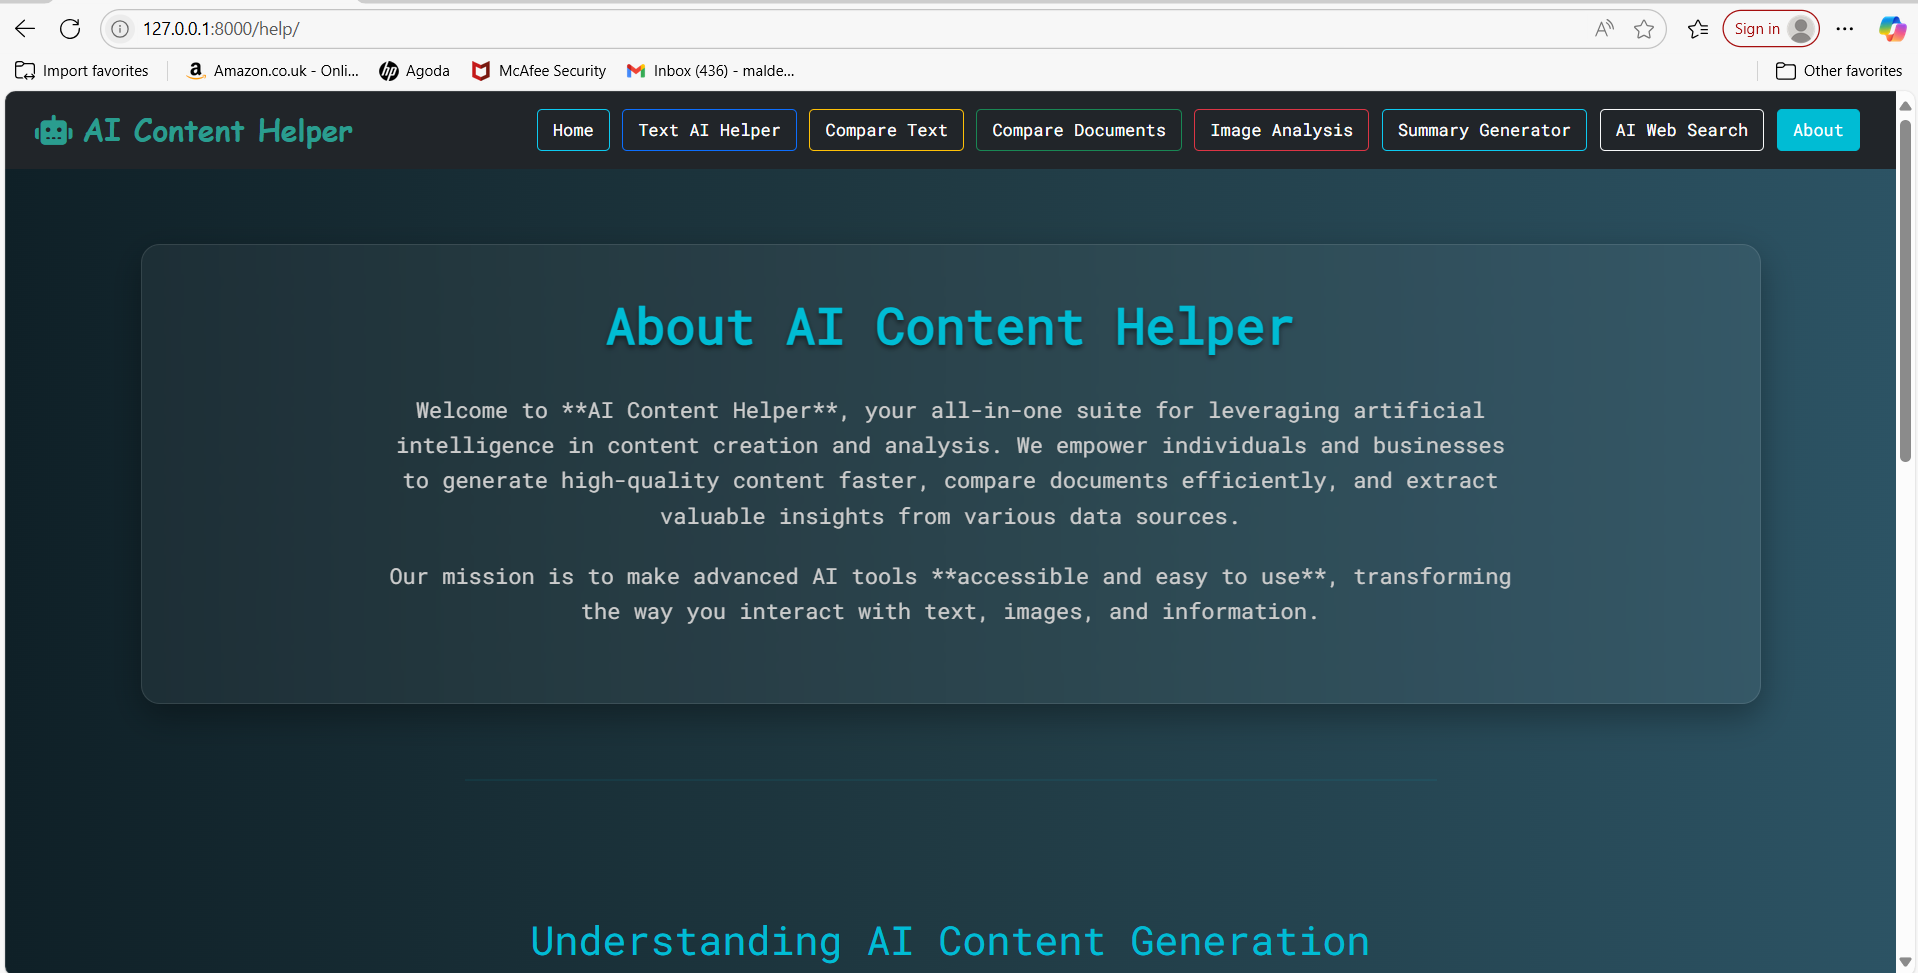 127.0.0.1:8000/help/
Sign in
Import favorites
Amazon.co.uk - Onli...
Agoda
McAfee Security
Inbox (436) - malde...
Other favorites
AI Content Helper
Home
Text AI Helper
Compare Text
Compare Documents
Image Analysis
Summary Generator
AI Web Search
About
About AI Content Helper
Welcome to **AI Content Helper**, your all-in-one suite for leveraging artificial
intelligence in content creation and analysis. We empower individuals and businesses
to generate high-quality content faster, compare documents efficiently, and extract
valuable insights from various data sources.
Our mission is to make advanced AI tools **accessible and easy to use**, transforming
the way you interact with text, images, and information.
Understanding AI Content Generation